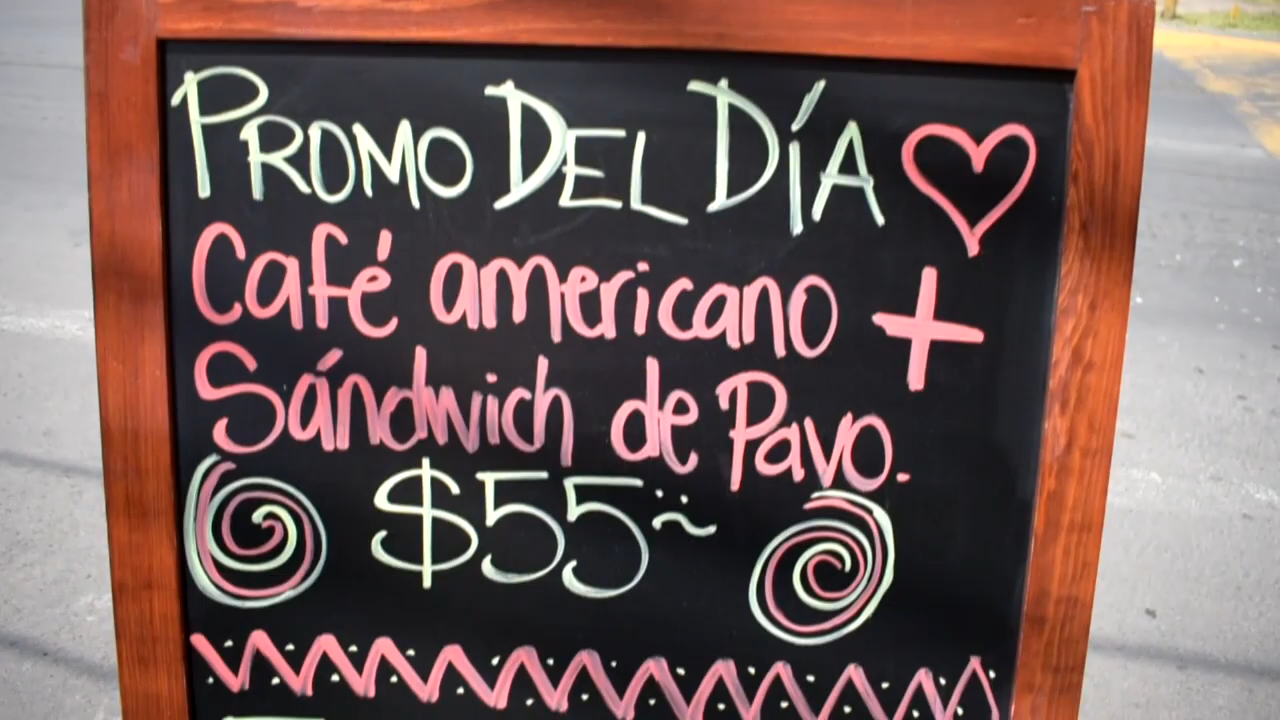 PROMO DEL DÍA
Café americano +
Sándwich de Pavo.
$55